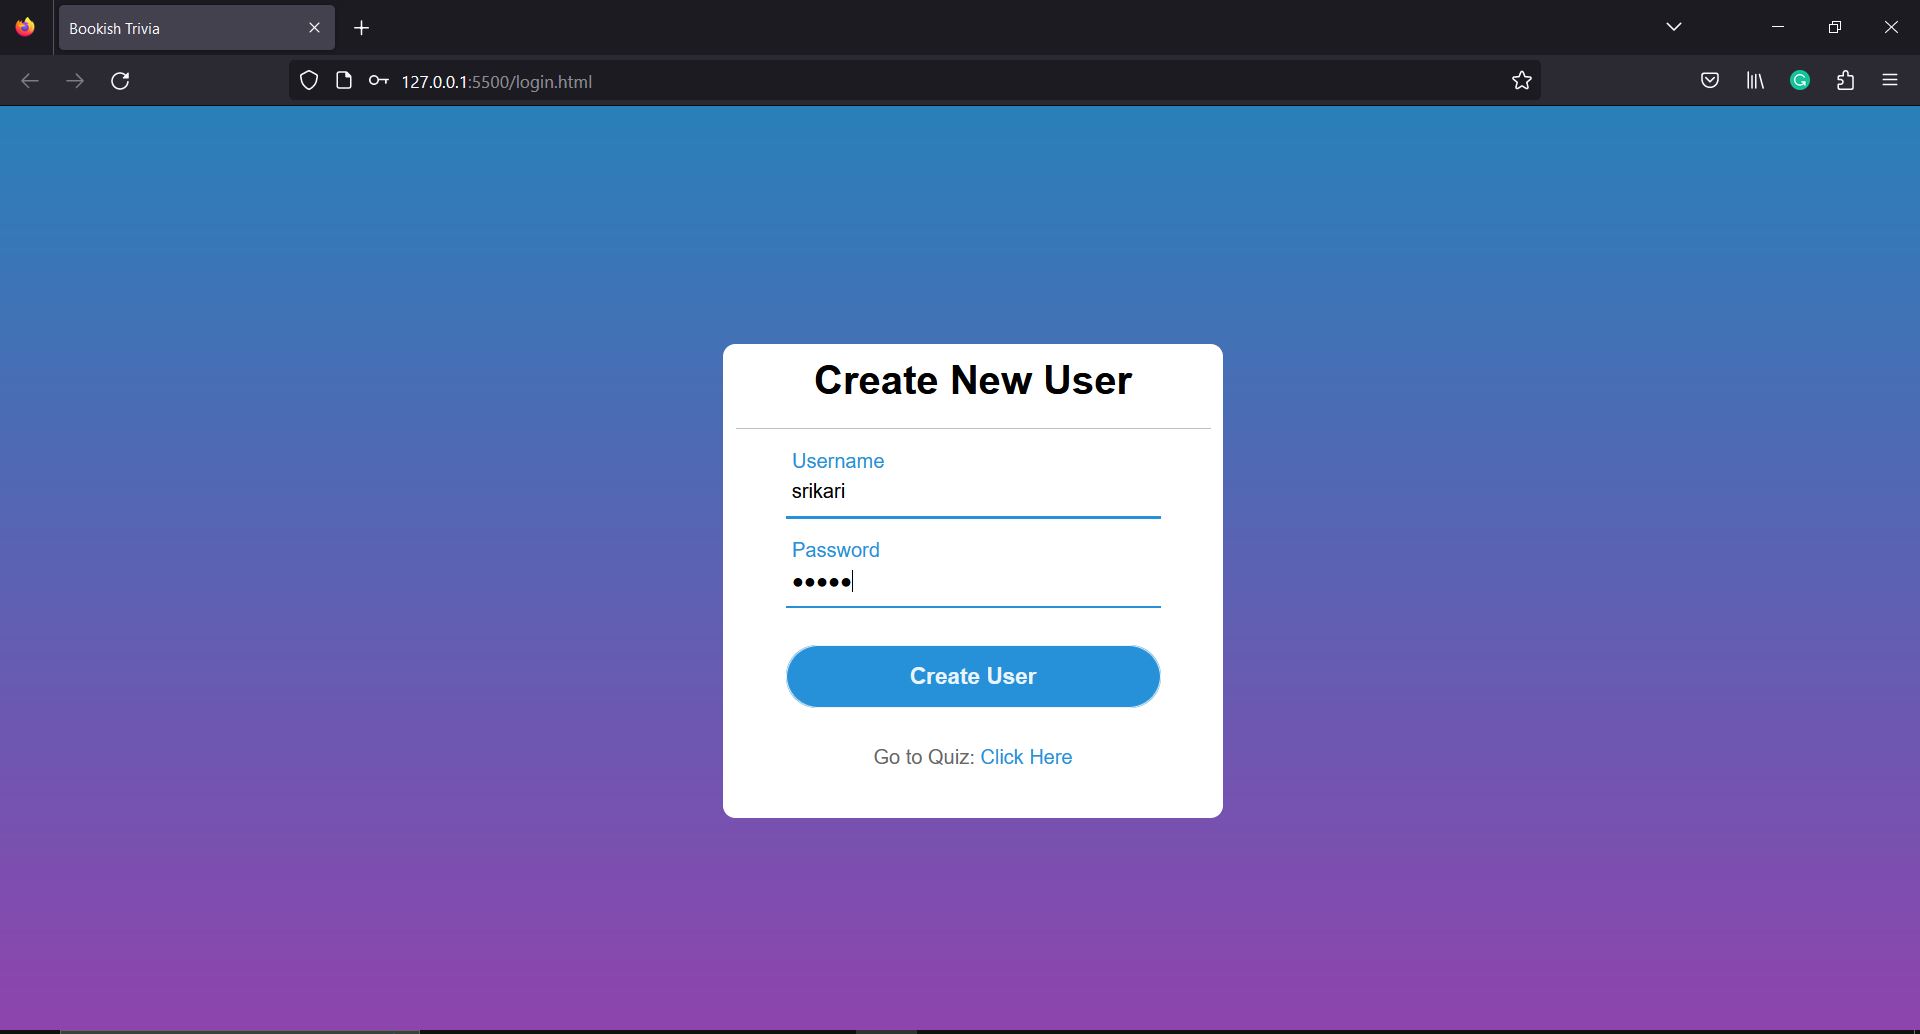 Bookish Trivia
127.0.0.1:5500/login.html
Create New User
Username
srikari
Password
•••••
Create User
Go to Quiz: Click Here